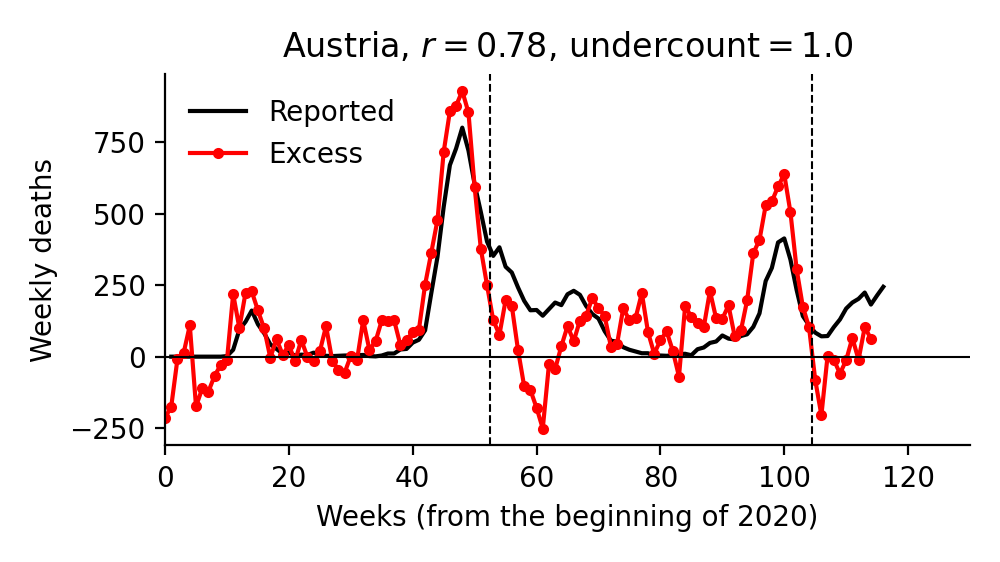 Austria, r = 0.78, undercount = 1.0
Reported
Excess
Weekly deaths
750
500
250
0
−250
0 20 40 60 80 100 120
Weeks (from the beginning of 2020)